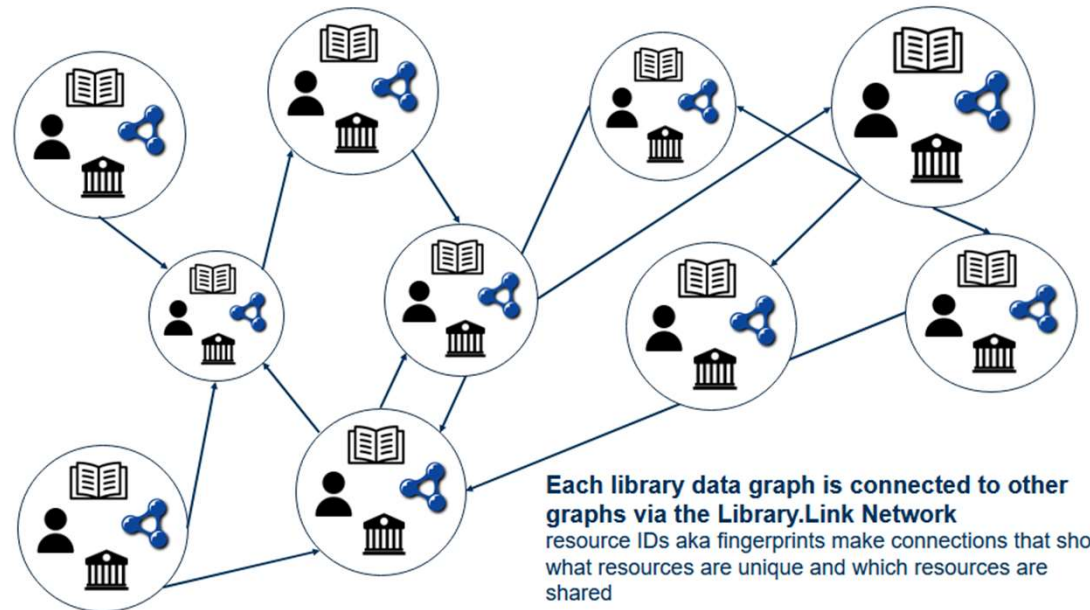 Each library data graph is connected to other
graphs via the Library.Link Network
resource IDs aka fingerprints make connections that sho
what resources are unique and which resources are
shared